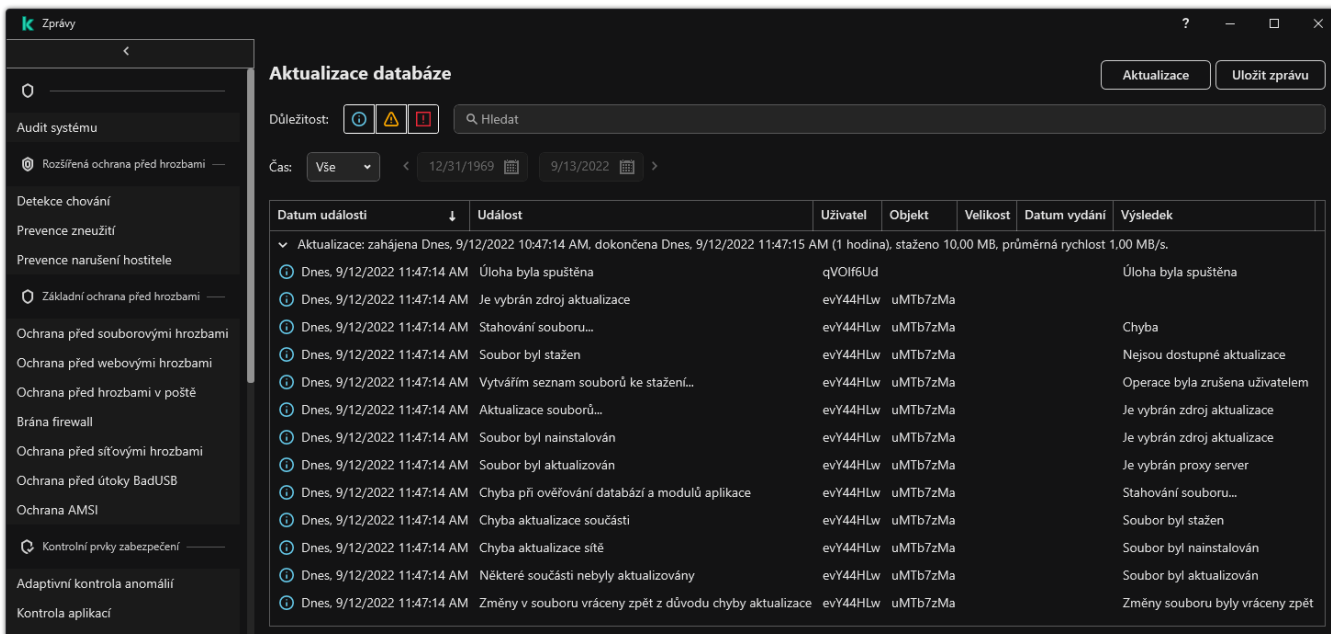 Zprávy
?
Audit systému
Rozšířená ochrana před hrozbami
Detekce chování
Prevence zneužití
Prevence narušení hostitele
Základní ochrana před hrozbami
Ochrana před souborovými hrozbami
Ochrana před webovými hrozbami
Ochrana před hrozbami v poště
Brána firewall
Ochrana před síťovými hrozbami
Ochrana před útoky BadUSB
Ochrana AMSI
Kontrolní prvky zabezpečení
Adaptivní kontrola anomálií
Kontrola aplikací
Aktualizace databáze
Aktualizace
Uložit zprávu
Důležitost:
Hledat
Čas: Vše 12/31/1969 9/13/2022
Datum události Událost Uživatel Objekt Velikost Datum vydání Výsledek
Aktualizace: zahájena Dnes, 9/12/2022 10:47:14 AM, dokončena Dnes, 9/12/2022 11:47:15 AM (1 hodina), staženo 10,00 MB, průměrná rychlost 1,00 MB/s.
Dnes, 9/12/2022 11:47:14 AM Úloha byla spuštěna qVOIf6Ud Úloha byla spuštěna
Dnes, 9/12/2022 11:47:14 AM Je vybrán zdroj aktualizace evY44HLw uMTb7zMa
Dnes, 9/12/2022 11:47:14 AM Stahování souboru... evY44HLw uMTb7zMa Chyba
Dnes, 9/12/2022 11:47:14 AM Soubor byl stažen evY44HLw uMTb7zMa Nejsou dostupné aktualizace
Dnes, 9/12/2022 11:47:14 AM Vytvářím seznam souborů ke stažení... evY44HLw uMTb7zMa Operace byla zrušena uživatelem
Dnes, 9/12/2022 11:47:14 AM Aktualizace souborů... evY44HLw uMTb7zMa Je vybrán zdroj aktualizace
Dnes, 9/12/2022 11:47:14 AM Soubor byl nainstalován evY44HLw uMTb7zMa Je vybrán zdroj aktualizace
Dnes, 9/12/2022 11:47:14 AM Soubor byl aktualizován evY44HLw uMTb7zMa Je vybrán proxy server
Dnes, 9/12/2022 11:47:14 AM Chyba při ověřování databází a modulů aplikace evY44HLw uMTb7zMa Stahování souboru...
Dnes, 9/12/2022 11:47:14 AM Chyba aktualizace součásti evY44HLw uMTb7zMa Soubor byl stažen
Dnes, 9/12/2022 11:47:14 AM Chyba aktualizace sítě evY44HLw uMTb7zMa Soubor byl nainstalován
Dnes, 9/12/2022 11:47:14 AM Některé součásti nebyly aktualizovány evY44HLw uMTb7zMa Soubor byl aktualizován
Dnes, 9/12/2022 11:47:14 AM Změny v souboru vráceny zpět z důvodu chyby aktualizace evY44HLw uMTb7zMa Změny souboru byly vráceny zpět